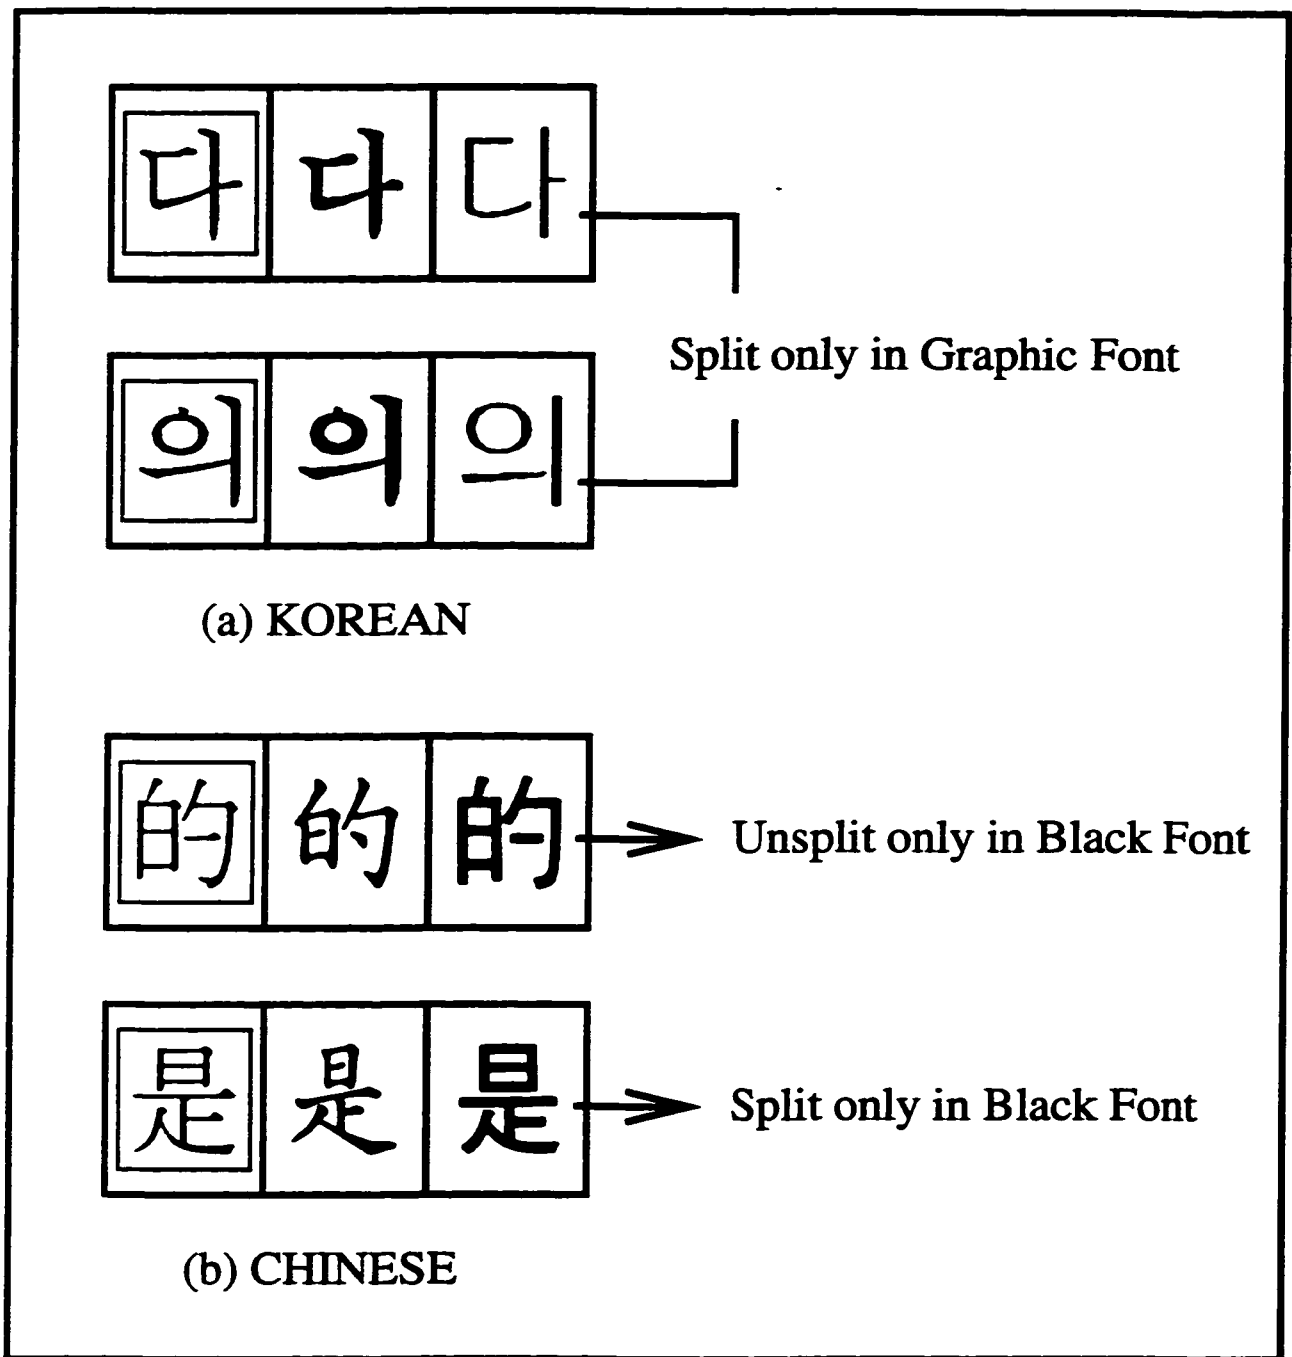 다 다 다
Split only in Graphic Font
의 의 의
(a) KOREAN
的 的 的
Unsplit only in Black Font
是 是 是
Split only in Black Font
(b) CHINESE